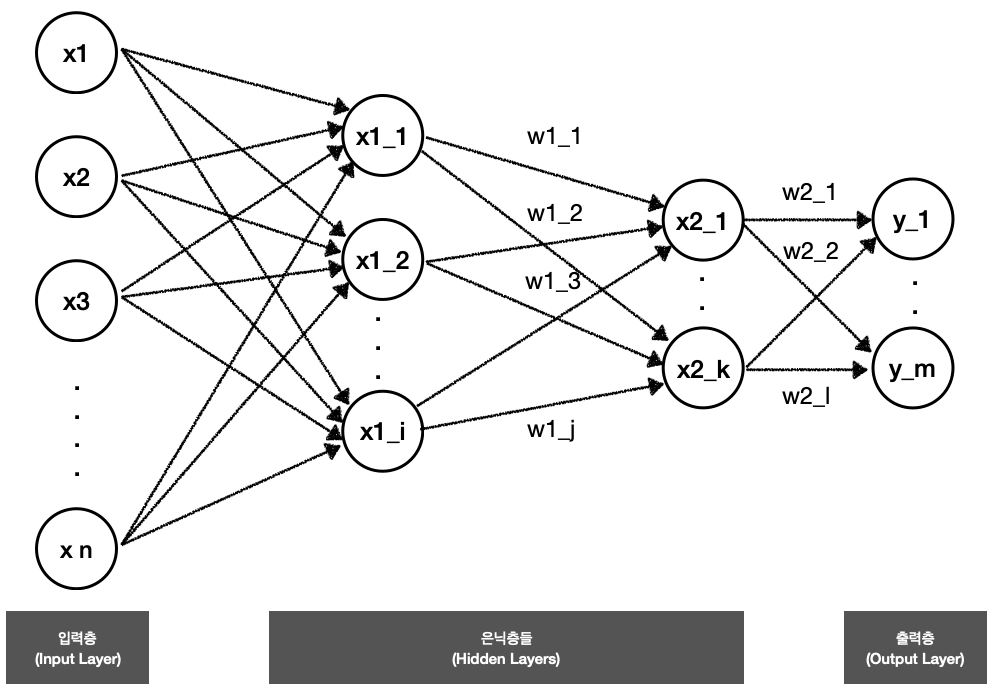 x1
x2
x3
x n
x1_1
x1_2
x1_i
w1_1
w1_2
w1_3
w1_j
x2_1
x2_k
w2_1
w2_2
w2_l
y_1
y_m
입력층
(Input Layer)
은닉층들
(Hidden Layers)
출력층
(Output Layer)